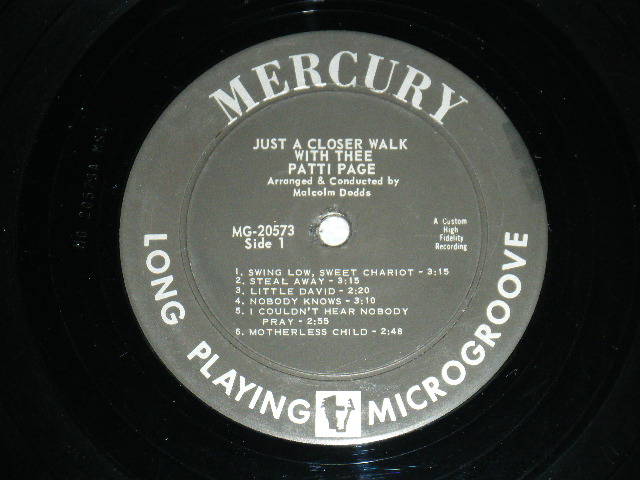 MERCURY
JUST A CLOSER WALK
WITH THEE
PATTI PAGE
Arranged & Conducted by
Malcolm Dodds
MG-20573
Side 1
A Custom
High
Fidelity
Recording
1. SWING LOW, SWEET CHARIOT - 3:15
2. STEAL AWAY - 3:15
3. LITTLE DAVID - 2:20
4. NOBODY KNOWS - 3:10
5. I COULDN'T HEAR NOBODY
PRAY - 2:55
6. MOTHERLESS CHILD - 2:48
LONG PLAYING MICROGROOVE